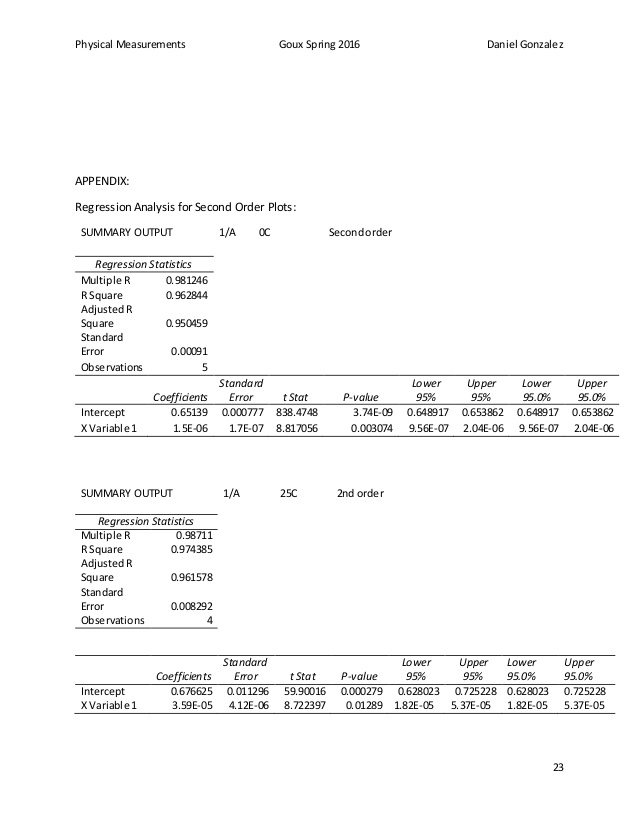 Physical Measurements Goux Spring 2016 Daniel Gonzalez
APPENDIX:
Regression Analysis for Second Order Plots:
SUMMARY OUTPUT 1/A 0C Second order
Regression Statistics
Multiple R 0.981246
R Square 0.962844
Adjusted R
Square 0.950459
Standard
Error 0.00091
Observations 5
Standard Lower Upper Lower Upper
Coefficients Error t Stat P-value 95% 95% 95.0% 95.0%
Intercept 0.65139 0.000777 838.4748 3.74E-09 0.648917 0.653862 0.648917 0.653862
X Variable 1 1.5E-06 1.7E-07 8.817056 0.003074 9.56E-07 2.04E-06 9.56E-07 2.04E-06
SUMMARY OUTPUT 1/A 25C 2nd order
Regression Statistics
Multiple R 0.98711
R Square 0.974385
Adjusted R
Square 0.961578
Standard
Error 0.008292
Observations 4
Standard Lower Upper Lower Upper
Coefficients Error t Stat P-value 95% 95% 95.0% 95.0%
Intercept 0.676625 0.011296 59.90016 0.000279 0.628023 0.725228 0.628023 0.725228
X Variable 1 3.59E-05 4.12E-06 8.722397 0.01289 1.82E-05 5.37E-05 1.82E-05 5.37E-05
23